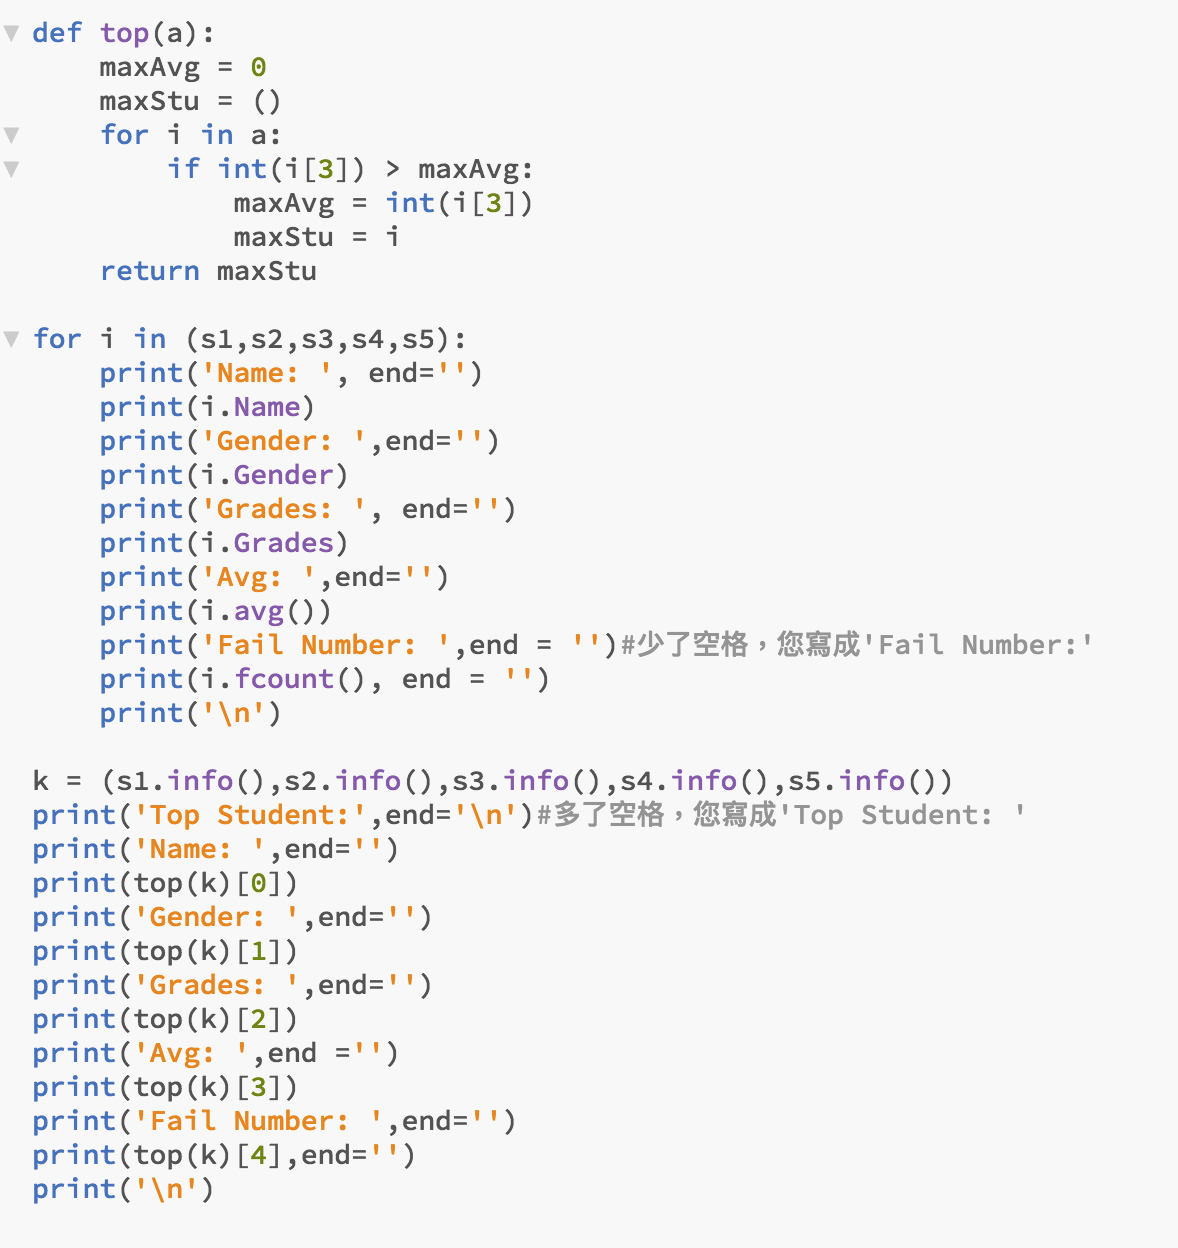 def top(a):
    maxAvg = 0
    maxStu = ()
    for i in a:
        if int(i[3]) > maxAvg:
            maxAvg = int(i[3])
            maxStu = i
    return maxStu

for i in (s1,s2,s3,s4,s5):
    print('Name: ', end='')
    print(i.Name)
    print('Gender: ',end='')
    print(i.Gender)
    print('Grades: ', end='')
    print(i.Grades)
    print('Avg: ',end='')
    print(i.avg())
    print('Fail Number: ',end = '')#少了空格，您寫成'Fail Number:'
    print(i.fcount(), end = '')
    print('\n')

k = (s1.info(),s2.info(),s3.info(),s4.info(),s5.info())
print('Top Student:',end='\n')#多了空格，您寫成'Top Student: '
print('Name: ',end='')
print(top(k)[0])
print('Gender: ',end='')
print(top(k)[1])
print('Grades: ',end='')
print(top(k)[2])
print('Avg: ',end ='')
print(top(k)[3])
print('Fail Number: ',end='')
print(top(k)[4],end='')
print('\n')